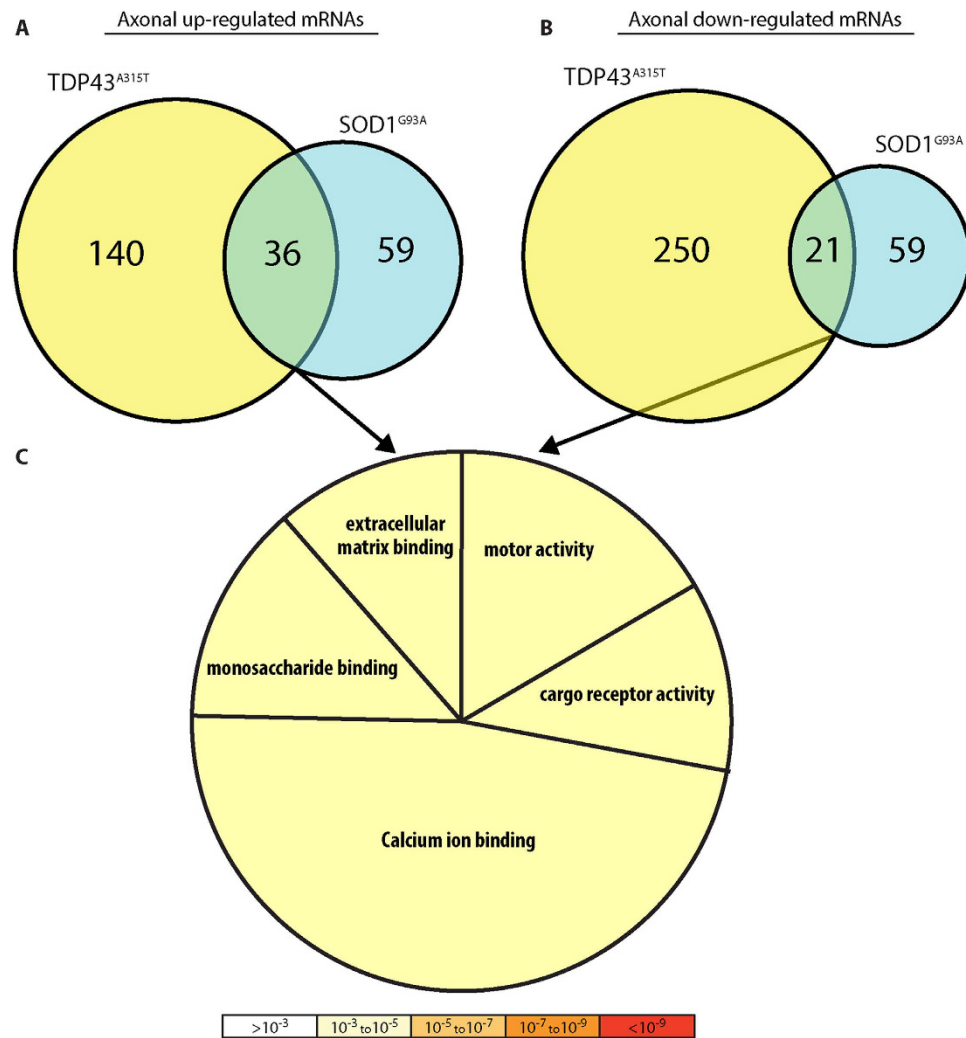 A
Axonal up-regulated mRNAs
TDP43A315T
SOD1G93A
140
36
59
B
Axonal down-regulated mRNAs
TDP43A315T
SOD1G93A
250
21
59
C
extracellular
matrix binding
motor activity
monosaccharide binding
cargo receptor activity
Calcium ion binding
>10-3
10-3 to10-5
10-5 to10-7
10-7 to10-9
<10-9